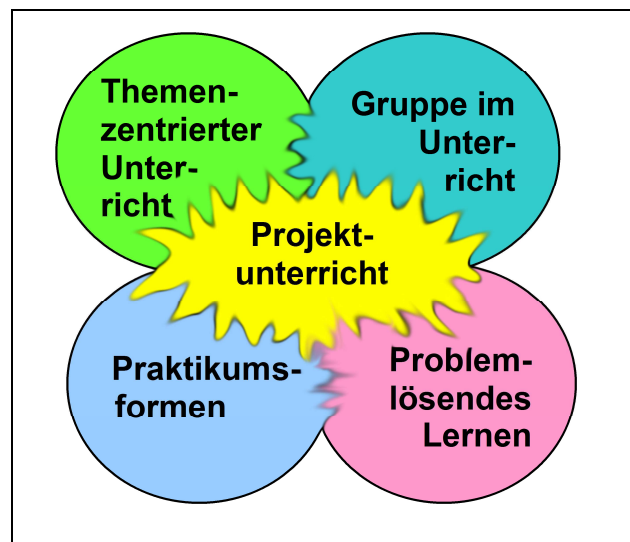 Themen-
zentrierter
Unter-
richt
Gruppe im
Unter-
richt
Projekt-
unterricht
Praktikums-
formen
Problem-
lösendes
Lernen